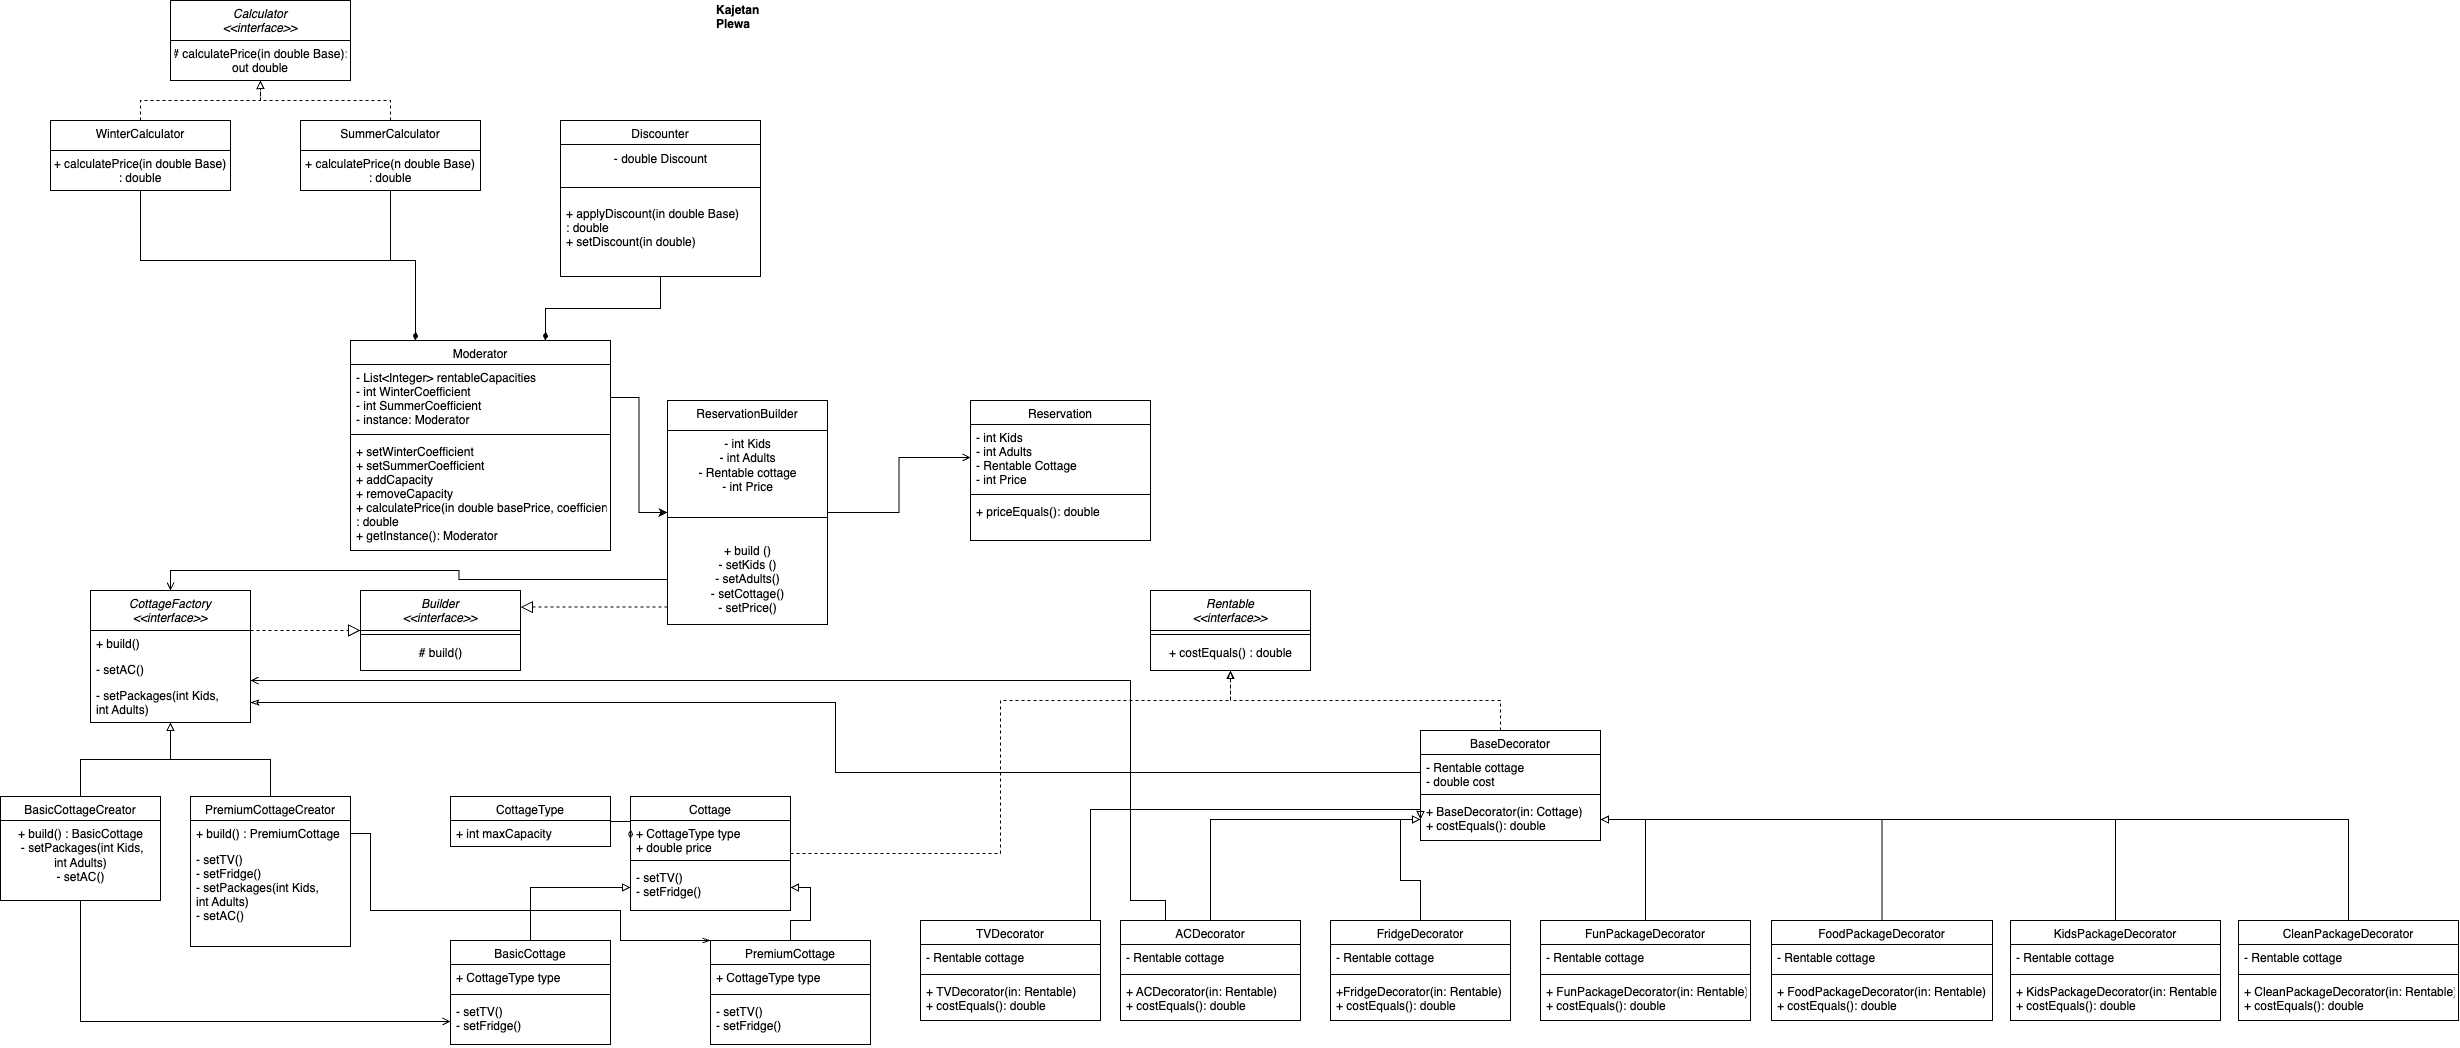 Kajetan
Plewa
Calculator
<<interface>>
# calculatePrice(in double Base):
out double
WinterCalculator
+ calculatePrice(in double Base)
: double
SummerCalculator
+ calculatePrice(n double Base)
: double
Discounter
- double Discount
+ applyDiscount(in double Base)
: double
+ setDiscount(in double)
Moderator
- List<Integer> rentableCapacities
- int WinterCoefficient
- int SummerCoefficient
- instance: Moderator
+ setWinterCoefficient
+ setSummerCoefficient
+ addCapacity
+ removeCapacity
+ calculatePrice(in double basePrice, coefficien
: double
+ getInstance(): Moderator
ReservationBuilder
- int Kids
- int Adults
- Rentable cottage
- int Price
+ build ()
- setKids ()
- setAdults()
- setCottage()
- setPrice()
Reservation
- int Kids
- int Adults
- Rentable Cottage
- int Price
+ priceEquals(): double
CottageFactory
<<interface>>
+ build()
- setAC()
- setPackages(int Kids,
int Adults)
Builder
<<interface>>
# build()
Rentable
<<interface>>
+ costEquals() : double
BaseDecorator
- Rentable cottage
- double cost
+ BaseDecorator(in: Cottage)
+ costEquals(): double
BasicCottageCreator
+ build() : BasicCottage
- setPackages(int Kids,
int Adults)
- setAC()
PremiumCottageCreator
+ build() : PremiumCottage
- setTV()
- setFridge()
- setPackages(int Kids,
int Adults)
- setAC()
CottageType
+ int maxCapacity
Cottage
+ CottageType type
+ double price
- setTV()
- setFridge()
BasicCottage
+ CottageType type
- setTV()
- setFridge()
PremiumCottage
+ CottageType type
- setTV()
- setFridge()
TVDecorator
- Rentable cottage
+ TVDecorator(in: Rentable)
+ costEquals(): double
ACDecorator
- Rentable cottage
+ ACDecorator(in: Rentable)
+ costEquals(): double
FridgeDecorator
- Rentable cottage
+FridgeDecorator(in: Rentable)
+ costEquals(): double
FunPackageDecorator
- Rentable cottage
+ FunPackageDecorator(in: Rentable)
+ costEquals(): double
FoodPackageDecorator
- Rentable cottage
+ FoodPackageDecorator(in: Rentable)
+ costEquals(): double
KidsPackageDecorator
- Rentable cottage
+ KidsPackageDecorator(in: Rentable
+ costEquals(): double
CleanPackageDecorator
- Rentable cottage
+ CleanPackageDecorator(in: Rentable)
+ costEquals(): double